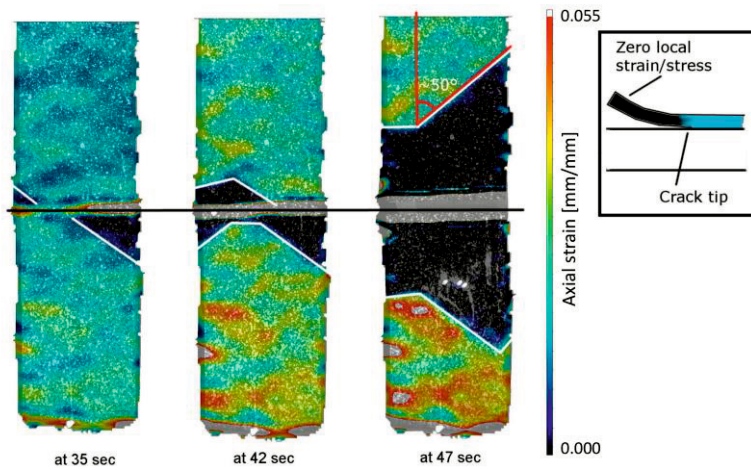 ~50°
at 35 sec
at 42 sec
at 47 sec
0.055
Axial strain [mm/mm]
0.000
Zero local
strain/stress
Crack tip